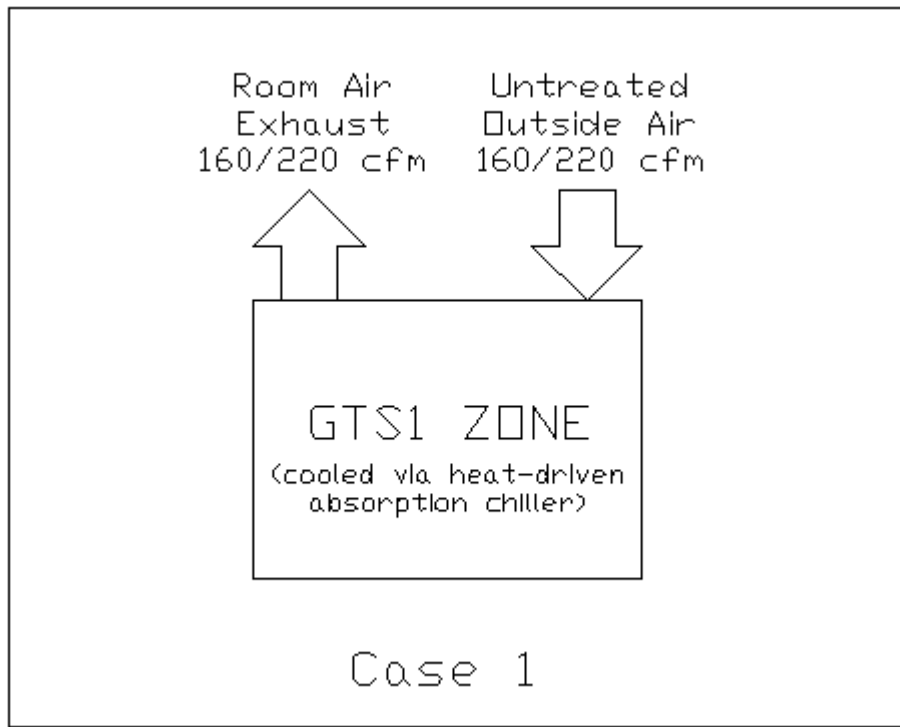 Room Air
Exhaust
160/220 cfm
Untreated
Outside Air
160/220 cfm
GTS1 ZONE
(cooled via heat-driven
absorption chiller)
Case 1